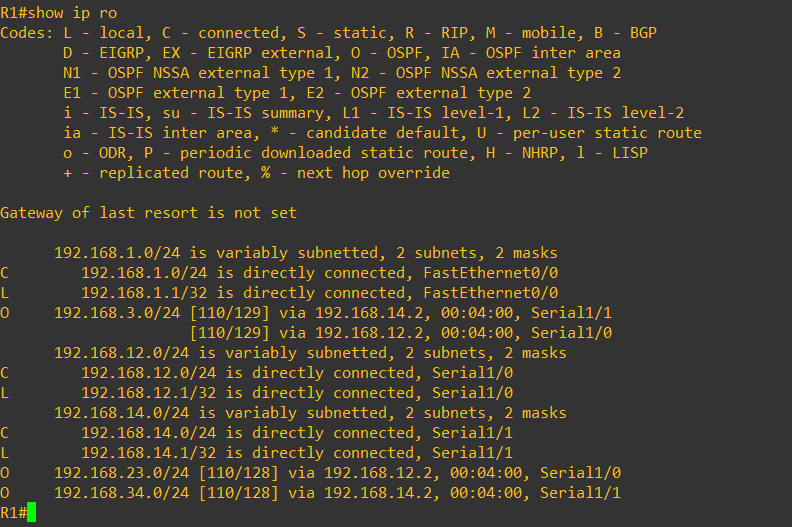 R1#show ip ro
Codes: L - local, C - connected, S - static, R - RIP, M - mobile, B - BGP
       D - EIGRP, EX - EIGRP external, O - OSPF, IA - OSPF inter area
       N1 - OSPF NSSA external type 1, N2 - OSPF NSSA external type 2
       E1 - OSPF external type 1, E2 - OSPF external type 2
       i - IS-IS, su - IS-IS summary, L1 - IS-IS level-1, L2 - IS-IS level-2
       ia - IS-IS inter area, * - candidate default, U - per-user static route
       o - ODR, P - periodic downloaded static route, H - NHRP, l - LISP
       + - replicated route, % - next hop override

Gateway of last resort is not set

      192.168.1.0/24 is variably subnetted, 2 subnets, 2 masks
C        192.168.1.0/24 is directly connected, FastEthernet0/0
L        192.168.1.1/32 is directly connected, FastEthernet0/0
O     192.168.3.0/24 [110/129] via 192.168.14.2, 00:04:00, Serial1/1
                     [110/129] via 192.168.12.2, 00:04:00, Serial1/0
      192.168.12.0/24 is variably subnetted, 2 subnets, 2 masks
C        192.168.12.0/24 is directly connected, Serial1/0
L        192.168.12.1/32 is directly connected, Serial1/0
      192.168.14.0/24 is variably subnetted, 2 subnets, 2 masks
C        192.168.14.0/24 is directly connected, Serial1/1
L        192.168.14.1/32 is directly connected, Serial1/1
O     192.168.23.0/24 [110/128] via 192.168.12.2, 00:04:00, Serial1/0
O     192.168.34.0/24 [110/128] via 192.168.14.2, 00:04:00, Serial1/1
R1#